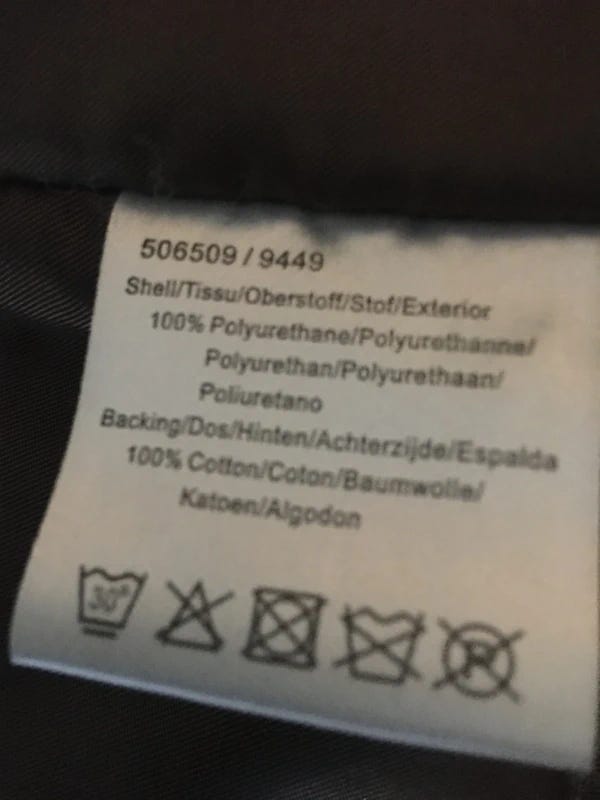 506509 / 9449
Shell/Tissu/Oberstoff/Stof/Exterior
100% Polyurethane/Polyurethanne/
Polyurethan/Polyurethaan/
Poliuretano
Backing/Dos/Hinten/Achterzijde/Espalda
100% Cotton/Coton/Baumwolle/
Katoen/Algodon
30°
P